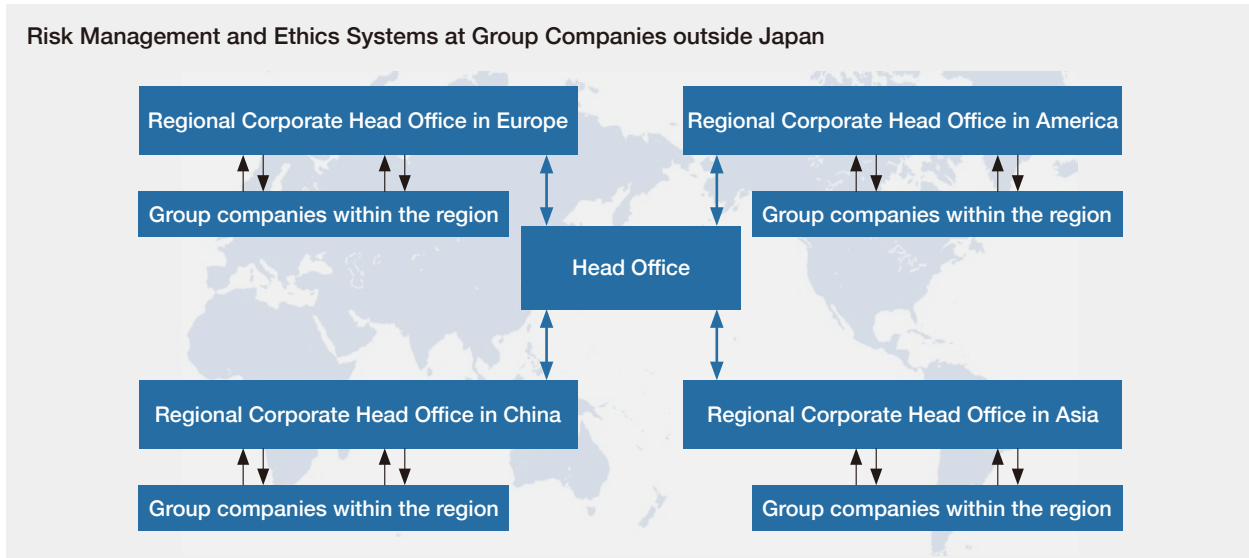 Risk Management and Ethics Systems at Group Companies outside Japan
Regional Corporate Head Office in Europe
Regional Corporate Head Office in America
Group companies within the region
Group companies within the region
Head Office
Regional Corporate Head Office in China
Regional Corporate Head Office in Asia
Group companies within the region
Group companies within the region